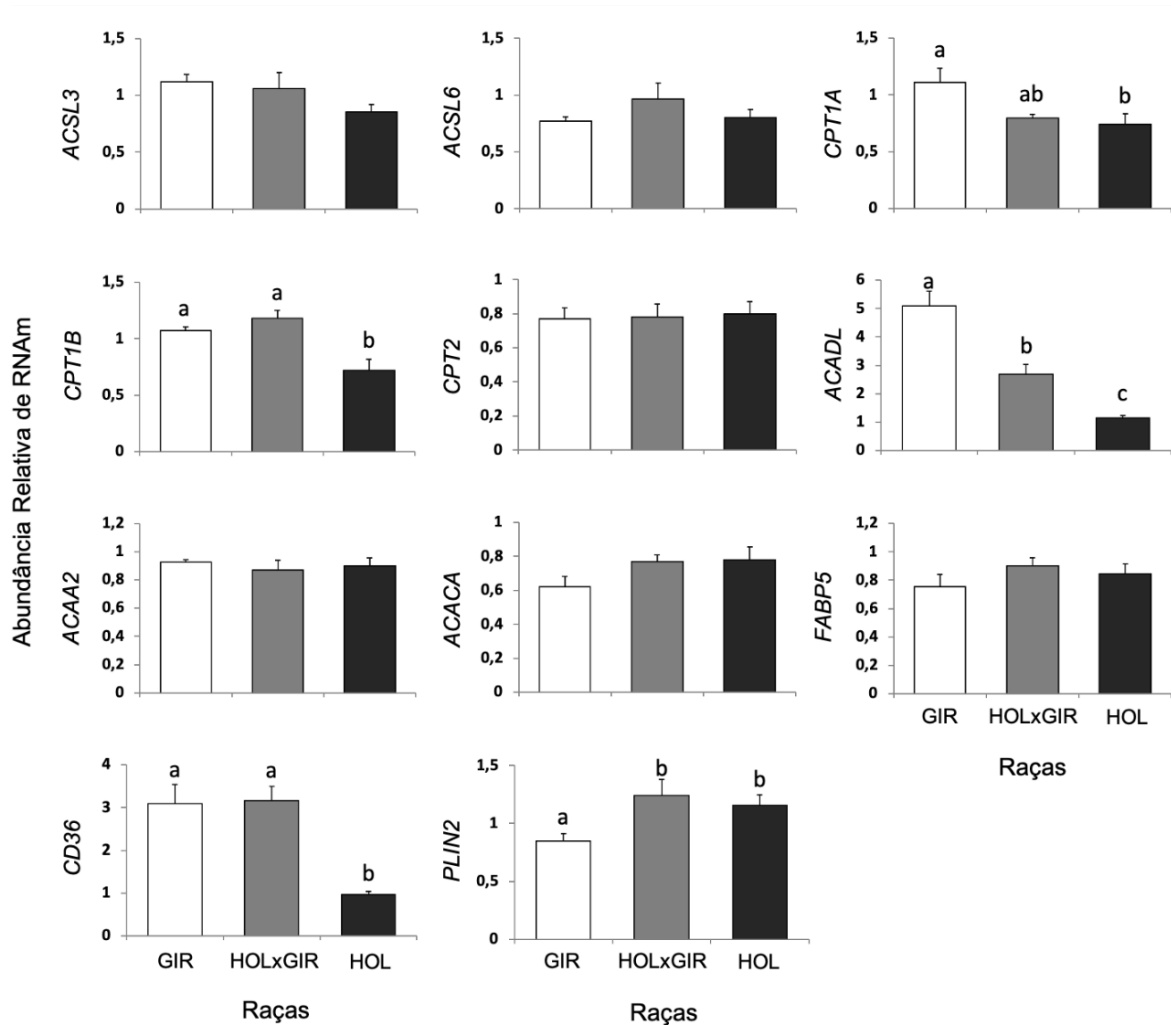 Abundância Relativa de RNAm
ACSL3
1,5
1
0,5
0
ACSL6
1,5
1
0,5
0
CPT1A
1,5
1
0,5
0
a
ab
b
CPT1B
1,5
1
0,5
0
a
a
b
CPT2
1
0,8
0,6
0,4
0,2
0
ACADL
6
5
4
3
2
1
0
a
b
c
ACAA2
1,2
1
0,8
0,6
0,4
0,2
0
ACACA
1
0,8
0,6
0,4
0,2
0
FABP5
1,2
1
0,8
0,6
0,4
0,2
0
GIR HOLxGIR HOL
Raças
CD36
4
3
2
1
0
a
a
b
GIR HOLxGIR HOL
Raças
PLIN2
1,5
1
0,5
0
a
b
b
GIR HOLxGIR HOL
Raças